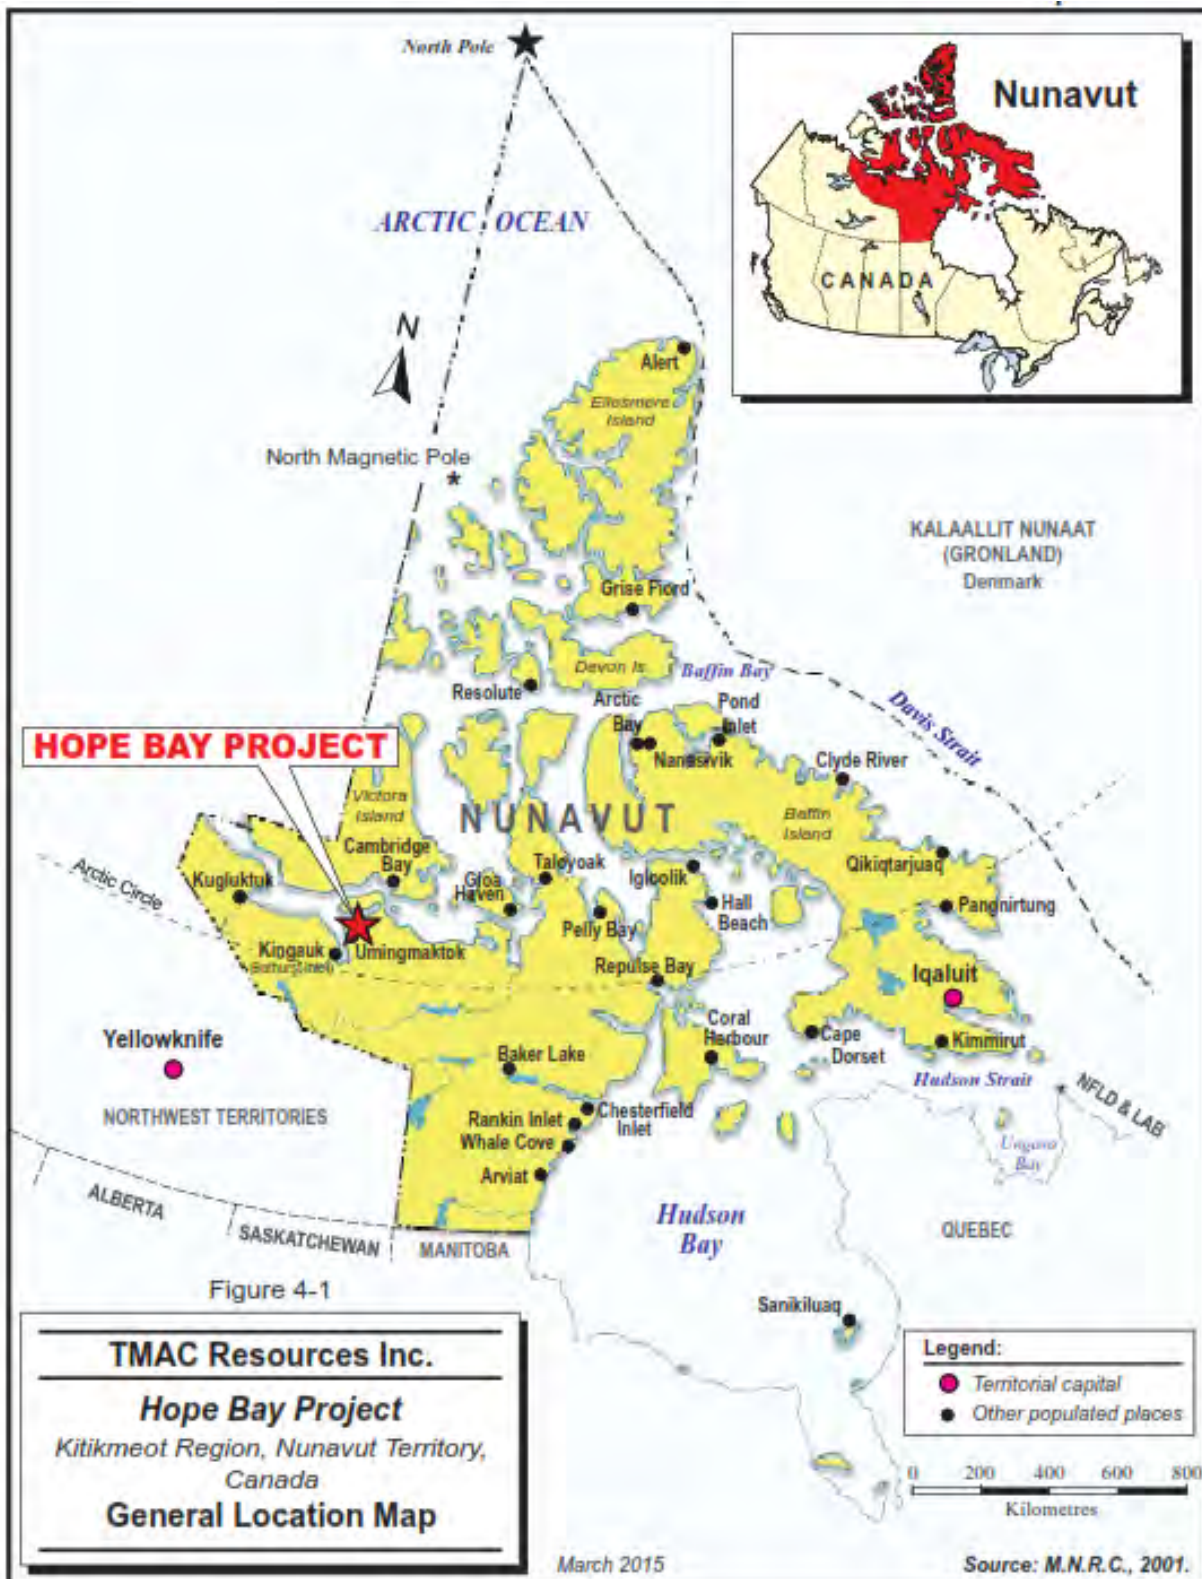 North Pole
Nunavut
CANADA
ARCTIC OCEAN
N
Alert
Ellesmere
Island
North Magnetic Pole
KALAALLIT NUNAAT
(GRONLAND)
Denmark
Grise Fiord
Devon Is.
Baffin Bay
Resolute
Arctic
Bay
Pond
Inlet
Davis Strait
HOPE BAY PROJECT
Nanisivik
Clyde River
Victoria
Island
NUNAVUT
Baffin
Island
Cambridge
Bay
Arctic Circle
Kugluktuk
Gloa
Haven
Taloyoak
Igloolik
Qikiqtarjuaq
Hall
Beach
Pangnirtung
Pelly Bay
Kingauk
(Bathurst Inlet)
Umingmaktok
Repulse Bay
Iqaluit
Yellowknife
Coral
Harbour
Cape
Dorset
Kimmirut
Baker Lake
Hudson Strait
NFLD & LAB
NORTHWEST TERRITORIES
Rankin Inlet
Chesterfield
Inlet
Whale Cove
Ungava
Bay
Arviat
ALBERTA
SASKATCHEWAN
MANITOBA
Hudson
Bay
QUEBEC
Figure 4-1
Sanikiluaq
TMAC Resources Inc.
Hope Bay Project
Kitikmeot Region, Nunavut Territory,
Canada
General Location Map
Legend:
Territorial capital
Other populated places
0 200 400 600 800
Kilometres
March 2015
Source: M.N.R.C., 2001.